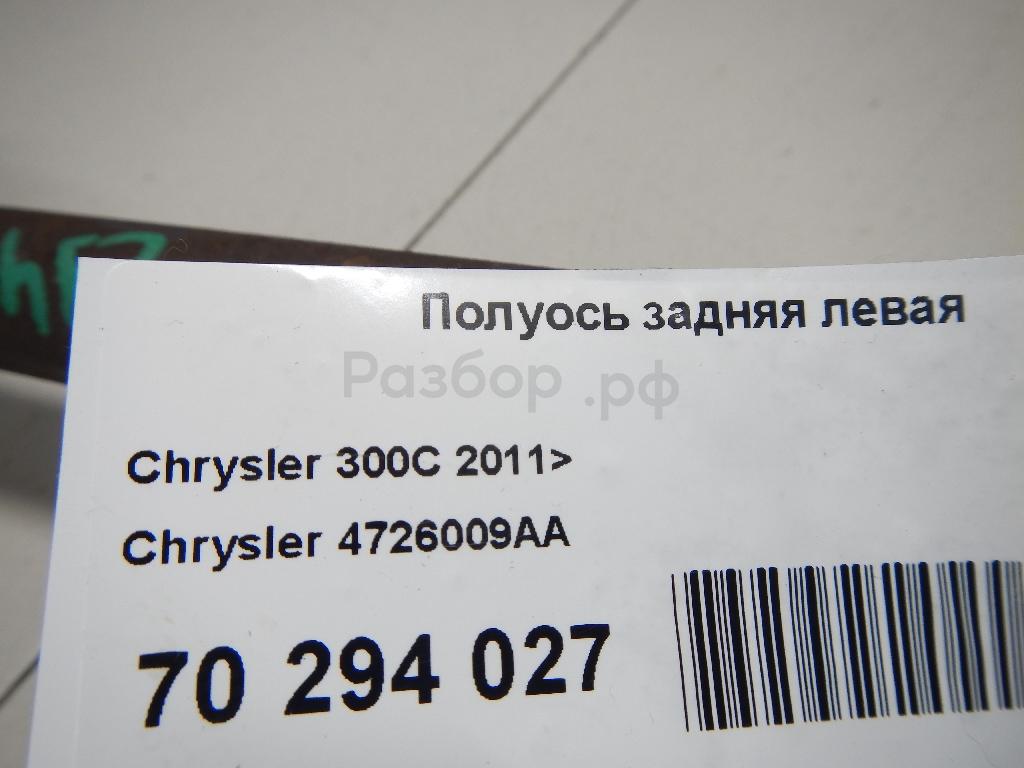 Полуось задняя левая
Разбор.рф
Chrysler 300C 2011>
Chrysler 4726009AA
70 294 027